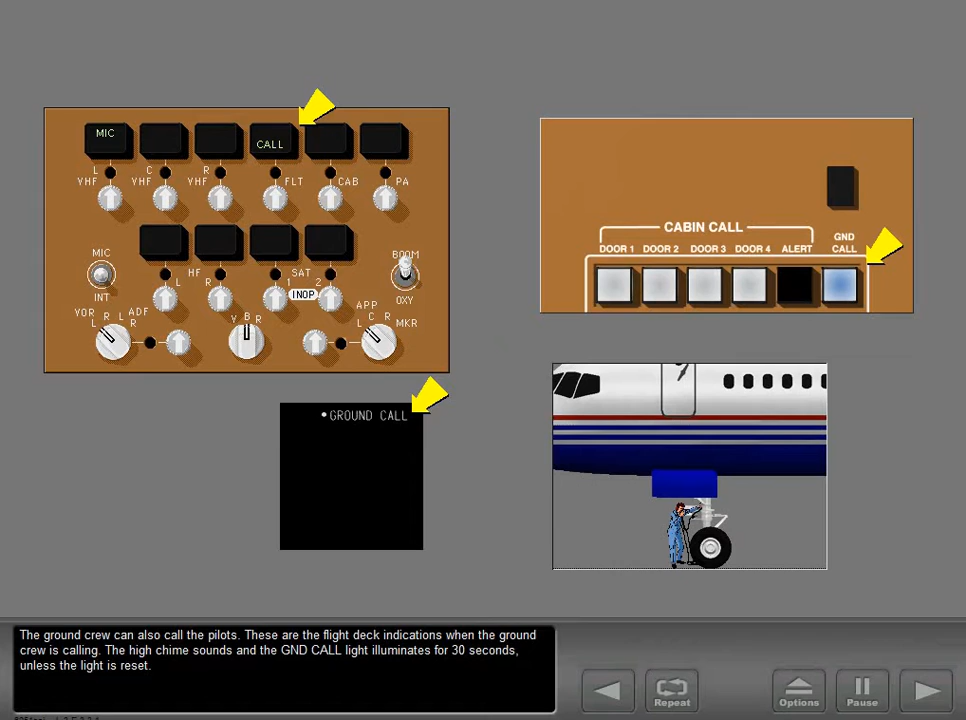 MIC
CALL
L
VHF
C
VHF
R
VHF
FLT
CAB
PA
MIC
INT
L
HF
R
SAT
1
2
INOP
BOOM
OXY
VOR
L R
ADF
L R
V B R
APP
L C R
MKR
GROUND CALL
CABIN CALL
DOOR 1 DOOR 2 DOOR 3 DOOR 4 ALERT
GND
CALL
The ground crew can also call the pilots. These are the flight deck indications when the ground
crew is calling. The high chime sounds and the GND CALL light illuminates for 30 seconds,
unless the light is reset.
Repeat
Options
Pause